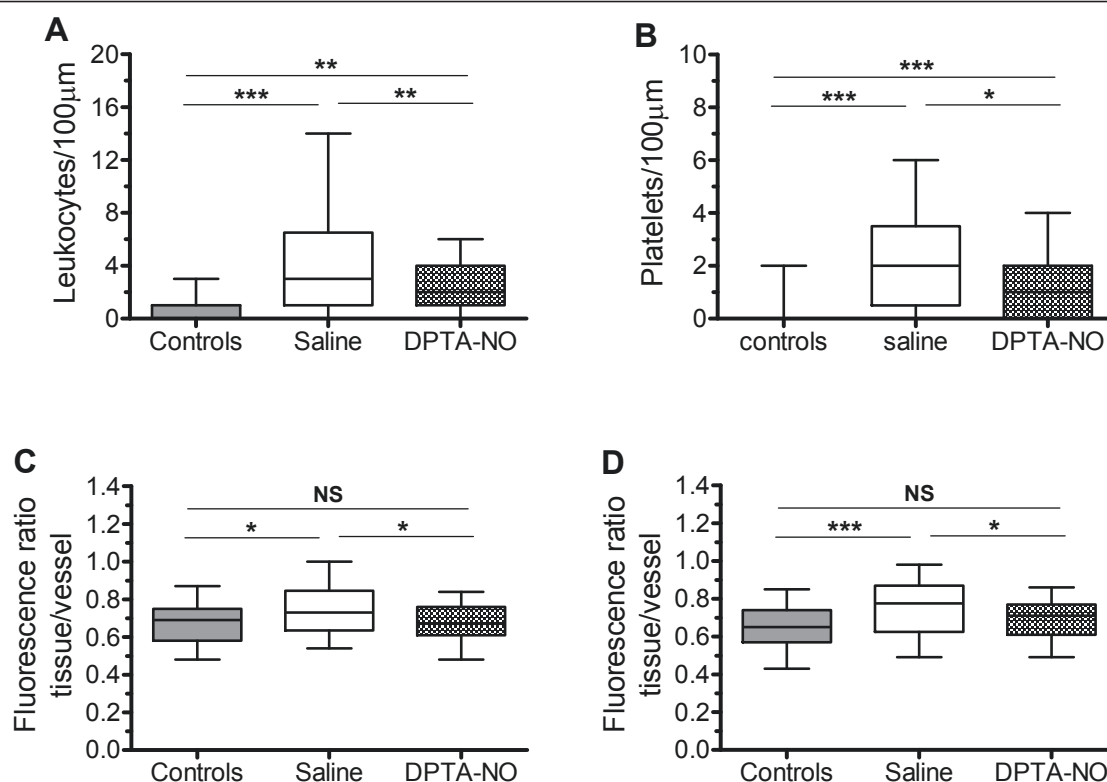 A
Leukocytes/100µm
20
16
12
8
4
0
**
***
**
Controls Saline DPTA-NO
B
Platelets/100µm
10
8
6
4
2
0
***
***
*
controls saline DPTA-NO
C
Fluorescence ratio
tissue/vessel
1.4
1.2
1.0
0.8
0.6
0.4
0.2
0.0
NS
*
*
Controls Saline DPTA-NO
D
Fluorescence ratio
tissue/vessel
1.4
1.2
1.0
0.8
0.6
0.4
0.2
0.0
NS
***
*
Controls Saline DPTA-NO